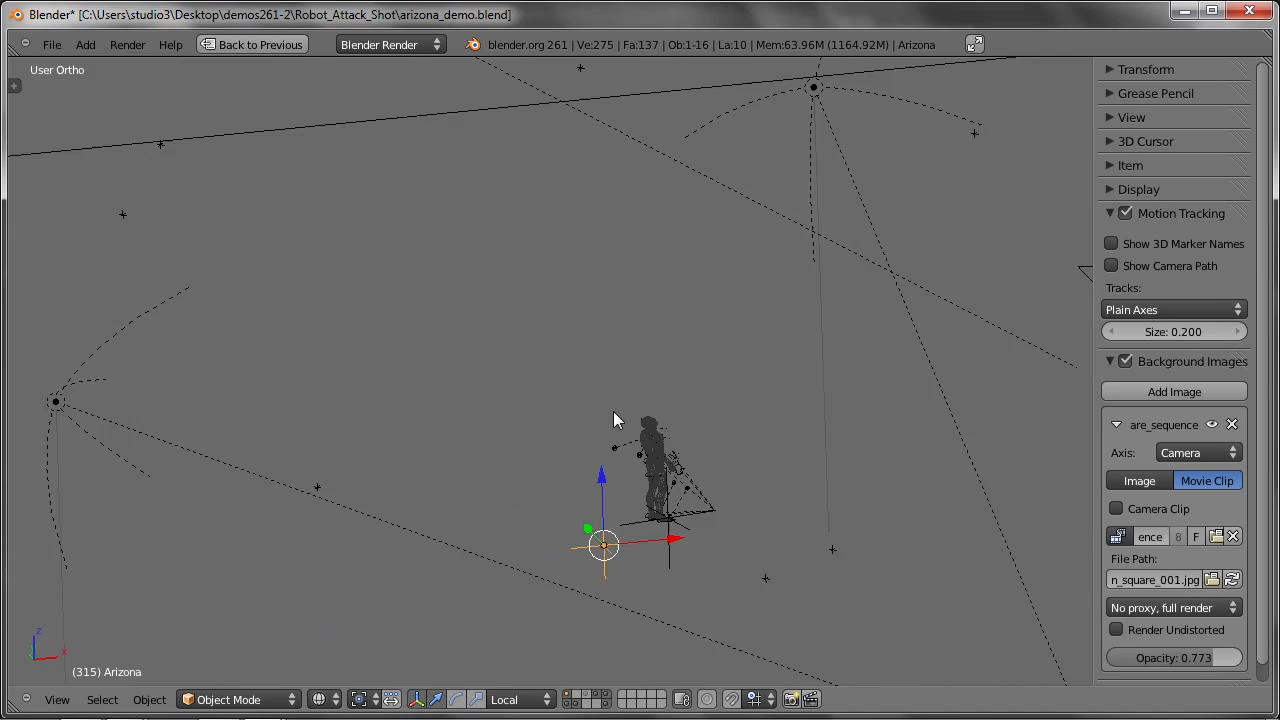 Blender* [C:\Users\studio3\Desktop\demos261-2\Robot_Attack_Shot\arizona_demo.blend]
File Add Render Help Back to Previous Blender Render blender.org 261 | Ve:275 | Fa:137 | Ob:1-16 | La:10 | Mem:63.96M (1164.92M) | Arizona
User Ortho
Transform
Grease Pencil
View
3D Cursor
Item
Display
Motion Tracking
Show 3D Marker Names
Show Camera Path
Tracks:
Plain Axes
Size: 0.200
Background Images
Add Image
are_sequence
Axis: Camera
Image Movie Clip
Camera Clip
ence 8 F
File Path:
n_square_001.jpg
No proxy, full render
Render Undistorted
Opacity: 0.773
z
x
(315) Arizona
View Select Object Object Mode Local